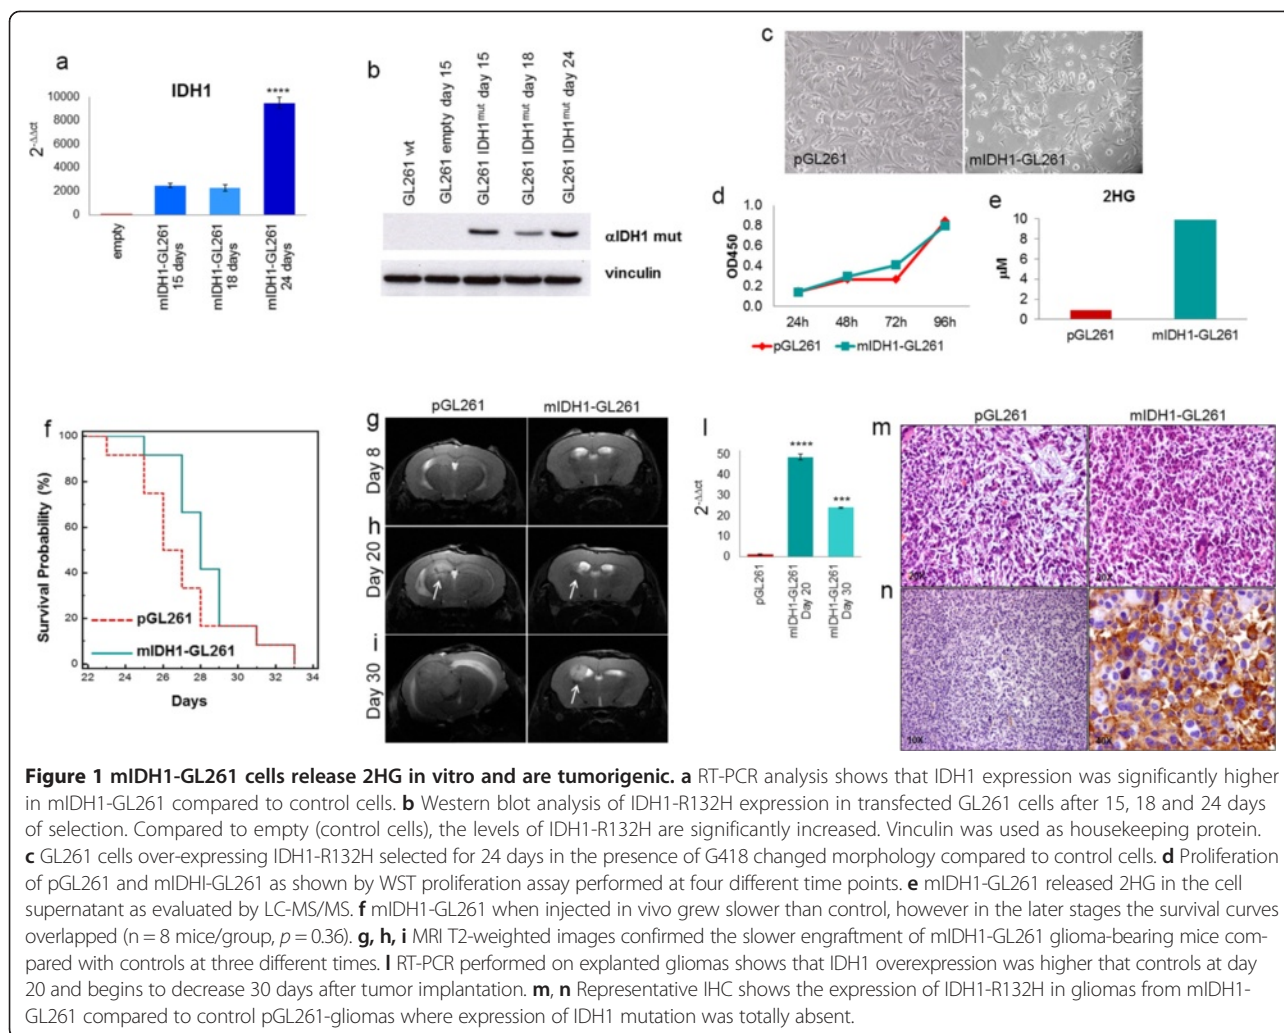 a
IDH1
2-ΔΔct
10000
8000
6000
4000
2000
0
empty
mIDH1-GL261
15 days
mIDH1-GL261
18 days
mIDH1-GL261
24 days
****
b
GL261 wt
GL261 empty day 15
GL261 IDH1mut day 15
GL261 IDH1mut day 18
GL261 IDH1mut day 24
αIDH1 mut
vinculin
c
pGL261
mIDH1-GL261
d
OD450
1.0
0.8
0.6
0.4
0.2
0.0
24h 48h 72h 96h
pGL261 mIDH1-GL261
e
2HG
µM
10
8
6
4
2
0
pGL261 mIDH1-GL261
f
Survival Probability (%)
100
80
60
40
20
0
pGL261
mIDH1-GL261
22 24 26 28 30 32 34
Days
pGL261 mIDH1-GL261
g
Day 8
h
Day 20
i
Day 30
l
2-ΔΔct
50
40
30
20
10
0
****
***
pGL261
mIDH1-GL261
Day 20
mIDH1-GL261
Day 30
pGL261 mIDH1-GL261
m
n
Figure 1 mIDH1-GL261 cells release 2HG in vitro and are tumorigenic. a RT-PCR analysis shows that IDH1 expression was significantly higher
in mIDH1-GL261 compared to control cells. b Western blot analysis of IDH1-R132H expression in transfected GL261 cells after 15, 18 and 24 days
of selection. Compared to empty (control cells), the levels of IDH1-R132H are significantly increased. Vinculin was used as housekeeping protein.
c GL261 cells over-expressing IDH1-R132H selected for 24 days in the presence of G418 changed morphology compared to control cells. d Proliferation
of pGL261 and mIDHI-GL261 as shown by WST proliferation assay performed at four different time points. e mIDH1-GL261 released 2HG in the cell
supernatant as evaluated by LC-MS/MS. f mIDH1-GL261 when injected in vivo grew slower than control, however in the later stages the survival curves
overlapped (n = 8 mice/group, p = 0.36). g, h, i MRI T2-weighted images confirmed the slower engraftment of mIDH1-GL261 glioma-bearing mice com-
pared with controls at three different times. l RT-PCR performed on explanted gliomas shows that IDH1 overexpression was higher that controls at day
20 and begins to decrease 30 days after tumor implantation. m, n Representative IHC shows the expression of IDH1-R132H in gliomas from mIDH1-
GL261 compared to control pGL261-gliomas where expression of IDH1 mutation was totally absent.